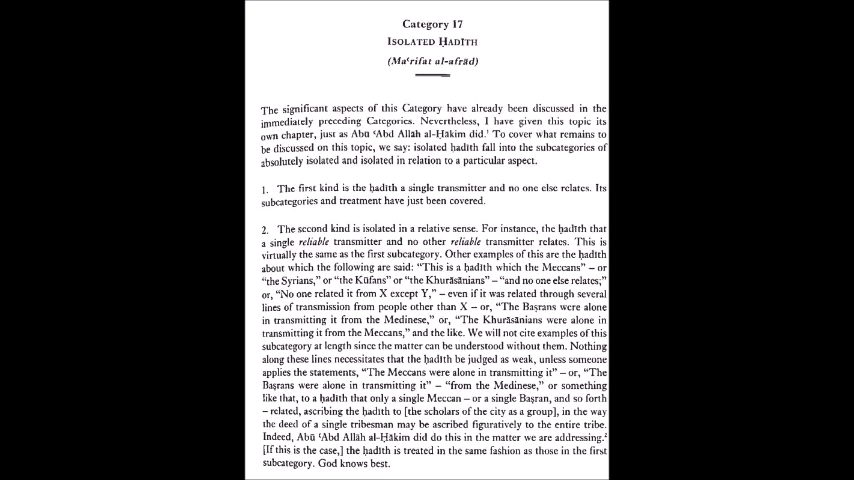 Category 17
ISOLATED ḤADĪTH
(Maʿrifat al-afrād)
The significant aspects of this Category have already been discussed in the
immediately preceding Categories. Nevertheless, I have given this topic its
own chapter, just as Abū ʿAbd Allāh al-Ḥākim did.¹ To cover what remains to
be discussed on this topic, we say: isolated ḥadīth fall into the subcategories of
absolutely isolated and isolated in relation to a particular aspect.
1. The first kind is the ḥadīth a single transmitter and no one else relates. Its
subcategories and treatment have just been covered.
2. The second kind is isolated in a relative sense. For instance, the ḥadīth that
a single reliable transmitter and no other reliable transmitter relates. This is
virtually the same as the first subcategory. Other examples of this are the ḥadīth
about which the following are said: “This is a ḥadīth which the Meccans” – or
“the Syrians,” or “the Kūfans” or “the Khurāsānians” – “and no one else relates;”
or, “No one related it from X except Y,” – even if it was related through several
lines of transmission from people other than X – or, “The Baṣrans were alone
in transmitting it from the Medinese,” or, “The Khurāsānians were alone in
transmitting it from the Meccans,” and the like. We will not cite examples of this
subcategory at length since the matter can be understood without them. Nothing
along these lines necessitates that the ḥadīth be judged as weak, unless someone
applies the statements, “The Meccans were alone in transmitting it” – or, “The
Baṣrans were alone in transmitting it” – “from the Medinese,” or something
like that, to a ḥadīth that only a single Meccan – or a single Baṣran, and so forth
– related, ascribing the ḥadīth to [the scholars of the city as a group], in the way
the deed of a single tribesman may be ascribed figuratively to the entire tribe.
Indeed, Abū ʿAbd Allāh al-Ḥākim did do this in the matter we are addressing.²
[If this is the case,] the ḥadīth is treated in the same fashion as those in the first
subcategory. God knows best.